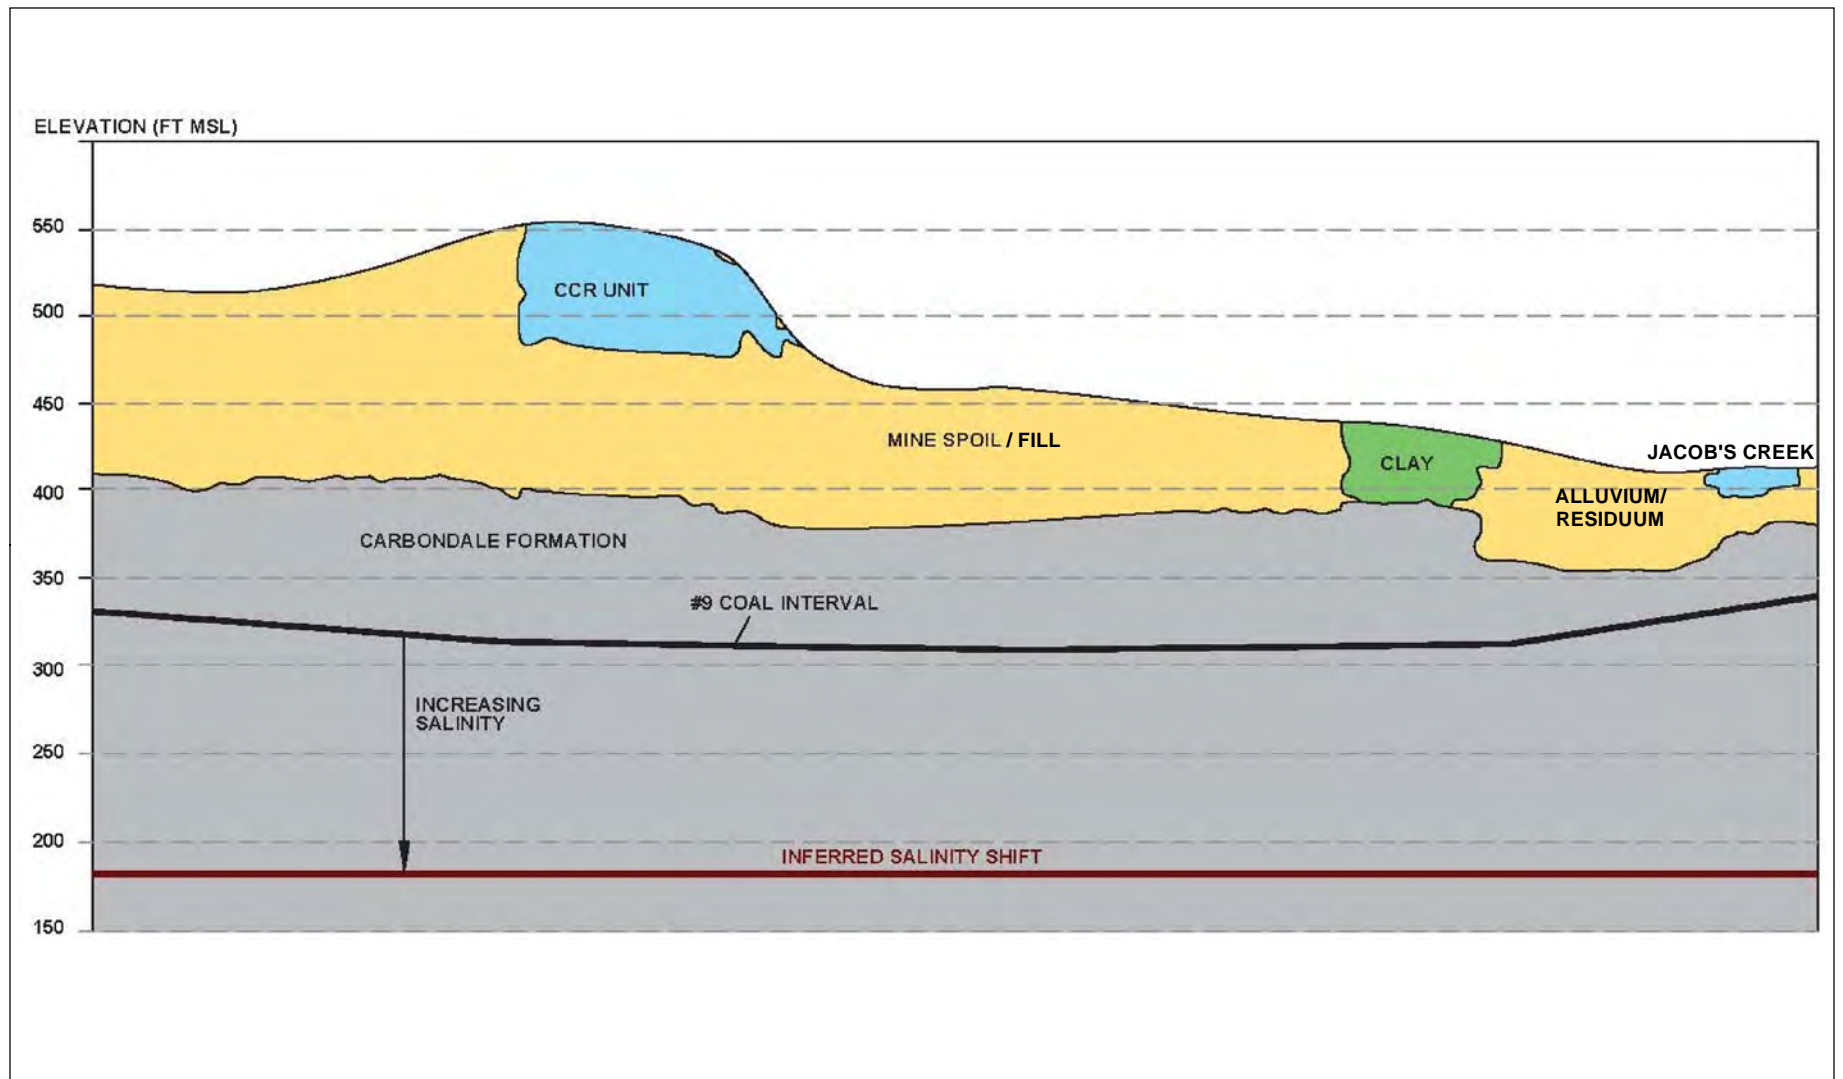 ELEVATION (FT MSL)
550
CCR UNIT
500
450
MINE SPOIL / FILL
JACOB'S CREEK
CLAY
400
ALLUVIUM/
RESIDUUM
CARBONDALE FORMATION
350
#9 COAL INTERVAL
300
INCREASING
SALINITY
250
200
INFERRED SALINITY SHIFT
150